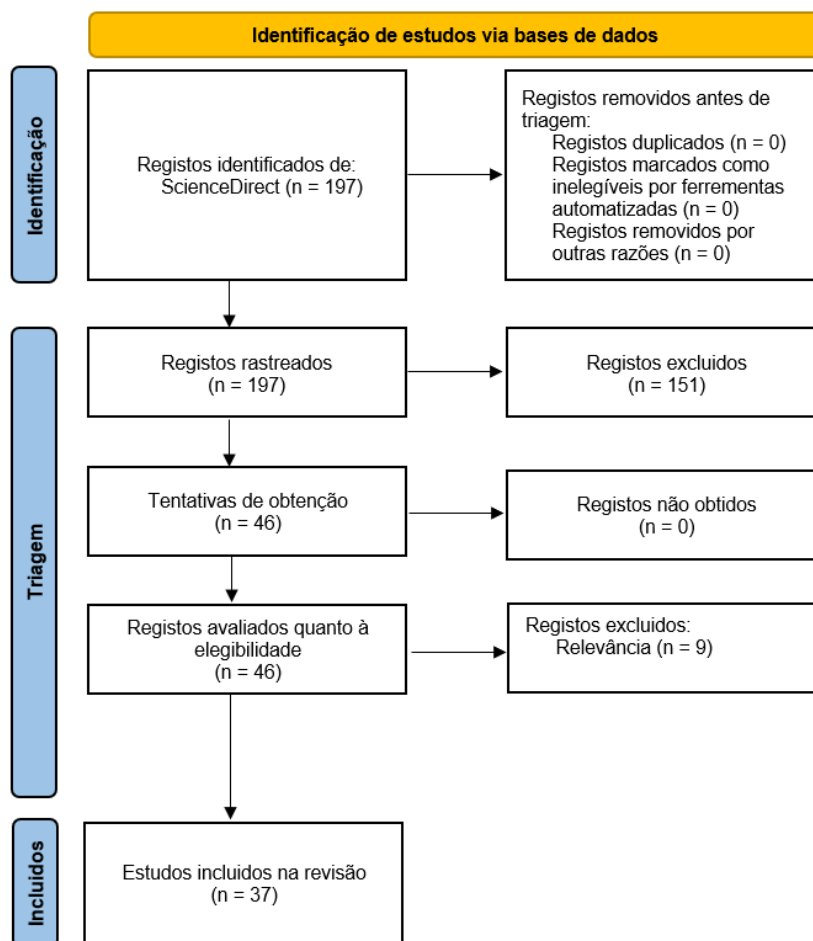 Identificação de estudos via bases de dados
Identificação
Registos identificados de:
ScienceDirect (n = 197)
Registos removidos antes de
triagem:
Registos duplicados (n = 0)
Registos marcados como
inelegíveis por ferrementas
automatizadas (n = 0)
Registos removidos por
outras razões (n = 0)
Triagem
Registos rastreados
(n = 197)
Registos excluidos
(n = 151)
Tentativas de obtenção
(n = 46)
Registos não obtidos
(n = 0)
Registos avaliados quanto à
elegibilidade
(n = 46)
Registos excluidos:
Relevância (n = 9)
Incluidos
Estudos incluidos na revisão
(n = 37)